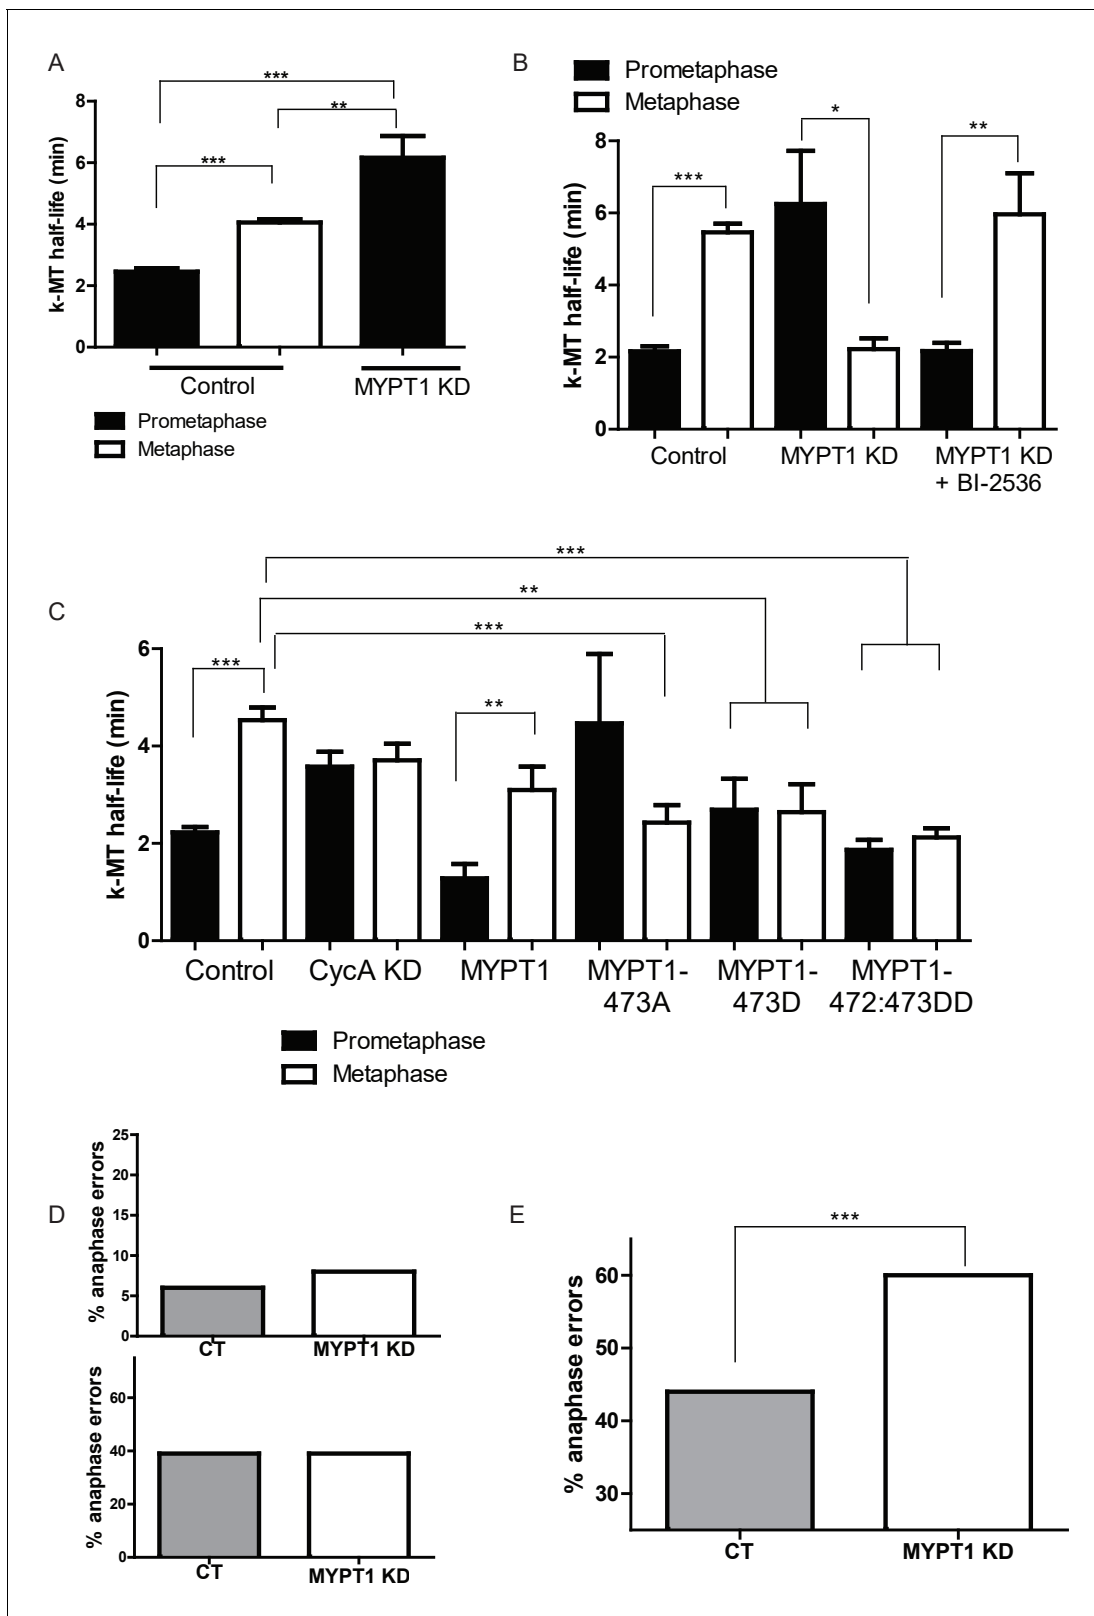 A
***
**
***
8
6
4
2
0
k-MT half-life (min)
Control
MYPT1 KD
Prometaphase
Metaphase
B
Prometaphase
Metaphase
*
***
**
8
6
4
2
0
k-MT half-life (min)
Control
MYPT1 KD
MYPT1 KD
+ BI-2536
C
***
**
***
***
**
6
4
2
0
k-MT half-life (min)
Control
CycA KD
MYPT1
MYPT1-
473A
MYPT1-
473D
MYPT1-
472:473DD
Prometaphase
Metaphase
D
25
20
15
10
5
0
% anaphase errors
CT
MYPT1 KD
60
40
20
0
% anaphase errors
CT
MYPT1 KD
E
***
60
50
40
30
% anaphase errors
CT
MYPT1 KD